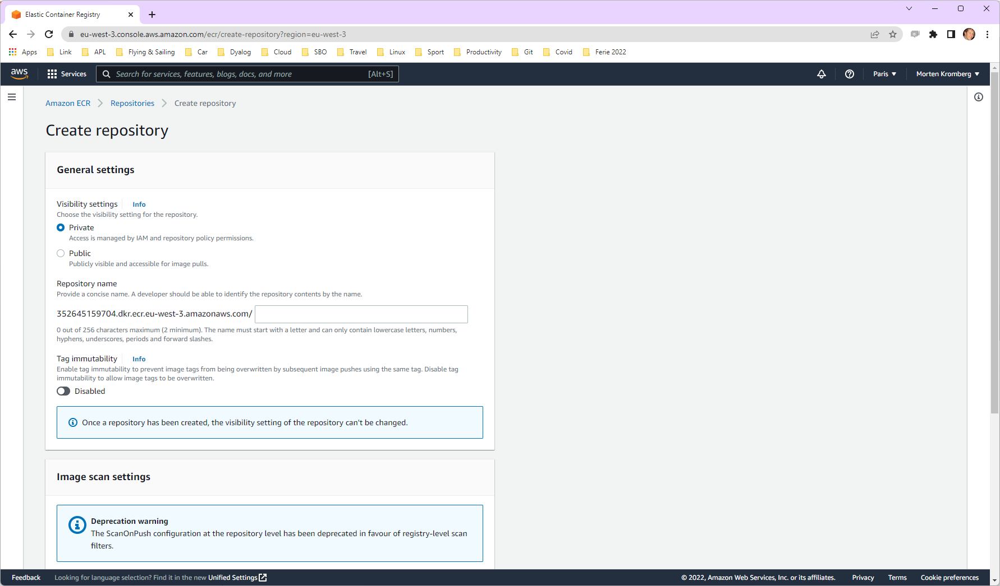 Elastic Container Registry
eu-west-3.console.aws.amazon.com/ecr/create-repository?region=eu-west-3
Apps Link APL Flying & Sailing Car Dyalog Cloud SBO Travel Linux Sport Productivity Git Covid Ferie 2022
aws Services Search for services, features, blogs, docs, and more [Alt+S] Paris Morten Kromberg
Amazon ECR Repositories Create repository
Create repository
General settings
Visibility settings Info
Choose the visibility setting for the repository.
Private
Access is managed by IAM and repository policy permissions.
Public
Publicly visible and accessible for image pulls.
Repository name
Provide a concise name. A developer should be able to identify the repository contents by the name.
352645159704.dkr.ecr.eu-west-3.amazonaws.com/
0 out of 256 characters maximum (2 minimum). The name must start with a letter and can only contain lowercase letters, numbers,
hyphens, underscores, periods and forward slashes.
Tag immutability Info
Enable tag immutability to prevent image tags from being overwritten by subsequent image pushes using the same tag. Disable tag
immutability to allow image tags to be overwritten.
Disabled
Once a repository has been created, the visibility setting of the repository can't be changed.
Image scan settings
Deprecation warning
The ScanOnPush configuration at the repository level has been deprecated in favour of registry-level scan
filters.
Feedback Looking for language selection? Find it in the new Unified Settings © 2022, Amazon Web Services, Inc. or its affiliates. Privacy Terms Cookie preferences